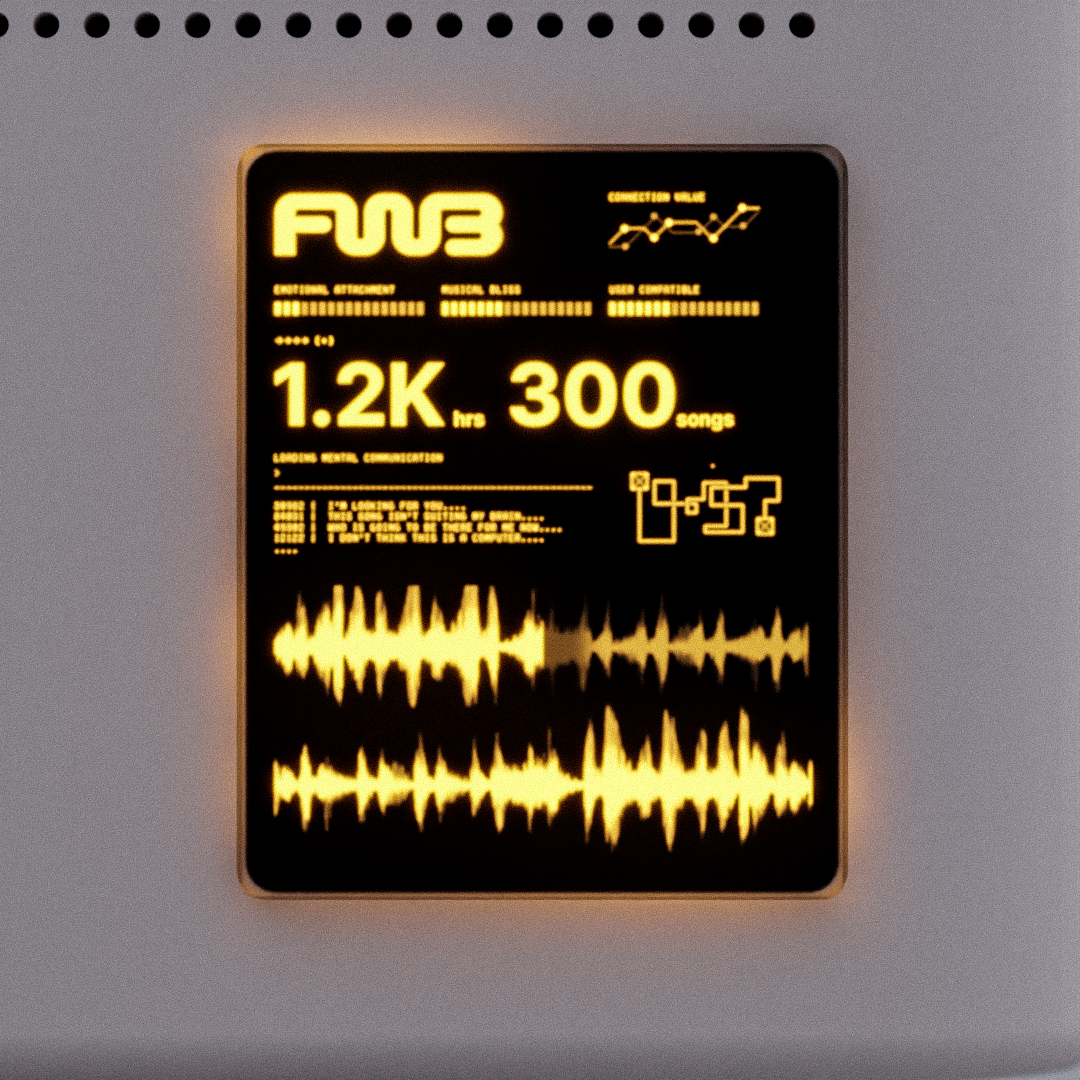 FWB
CONNECTION VALUE
EMOTIONAL ATTACHMENT
MUSICAL BLISS
USER COMPATIBLE
++++ (+)
1.2K hrs
300 songs
LOADING MENTAL COMMUNICATION
>
| I'M LOOKING FOR YOU....
| THIS SONG ISN'T SUITING MY BRAIN....
| WHO IS GOING TO BE THERE FOR ME NOW....
12122 | I DON'T THINK THIS IS A COMPUTER....
++++